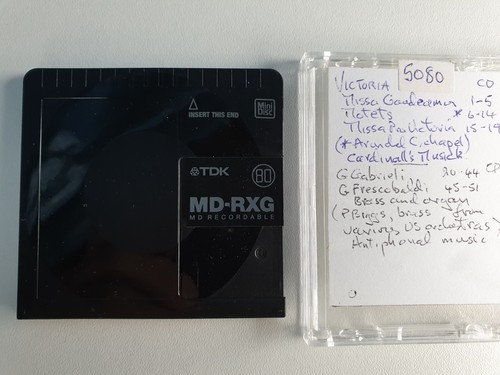 INSERT THIS END
Mini Disc
TDK
80
MD-RXG
MD RECORDABLE
5080
VICTORIA CD
Missa Gaudeamus 1-5
Motets * 6-14
Missa Pro Victoria 15-19
(* Arundel C. chapel)
Cardinall's Musick
G Gabrieli 20-44 CD
G Frescobaldi 45-51
Brass and organ
(P Biggs, brass from
various US orchestras,
Antiphonal music